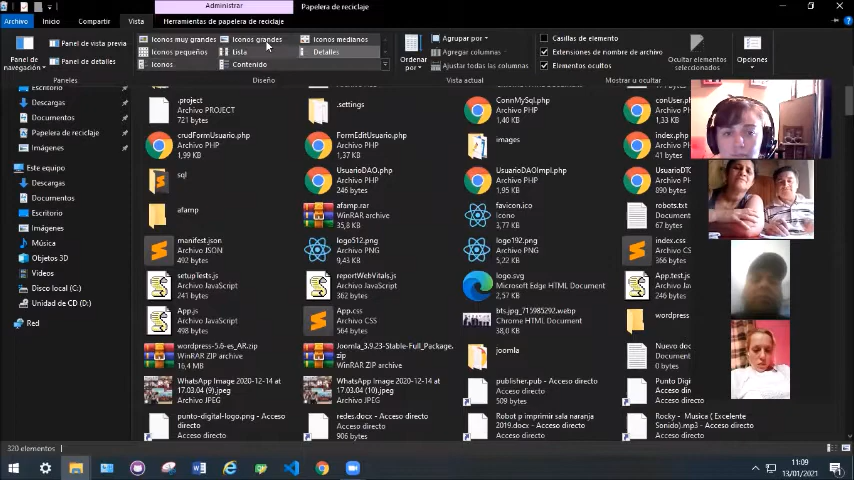 Administrar
Papelera de reciclaje
Archivo Inicio Compartir Vista Herramientas de papelera de reciclaje
Panel de navegación
Panel de vista previa
Panel de detalles
Paneles
Iconos muy grandes Iconos grandes Iconos medianos
Iconos pequeños Lista Detalles
Iconos Contenido
Diseño
Ordenar por
Agrupar por
Agregar columnas
Ajustar todas las columnas
Vista actual
Casillas de elemento
Extensiones de nombre de archivo
Elementos ocultos
Ocultar elementos seleccionados
Mostrar u ocultar
Opciones
Escritorio
Descargas
Documentos
Papelera de reciclaje
Imágenes
Este equipo
Descargas
Documentos
Escritorio
Imágenes
Música
Objetos 3D
Videos
Disco local (C:)
Unidad de CD (D:)
Red
.project
Archivo PROJECT
721 bytes
.settings
ConnMySql.php
Archivo PHP
1,40 KB
conUser.p
Archivo PH
1,33 KB
crudFormUsuario.php
Archivo PHP
1,99 KB
FormEditUsuario.php
Archivo PHP
1,37 KB
images
index.php
Archivo PH
41 bytes
sql
UsuarioDAO.php
Archivo PHP
246 bytes
UsuarioDAOImpl.php
Archivo PHP
1,95 KB
UsuarioDT
Archivo PH
890 bytes
afamp
afamp.rar
WinRAR archive
35,8 KB
favicon.ico
Icono
3,77 KB
robots.txt
Document
67 bytes
manifest.json
Archivo JSON
492 bytes
logo512.png
Archivo PNG
9,43 KB
logo192.png
Archivo PNG
5,22 KB
index.css
Archivo CS
366 bytes
setupTests.js
Archivo JavaScript
241 bytes
reportWebVitals.js
Archivo JavaScript
362 bytes
logo.svg
Microsoft Edge HTML Document
2,57 KB
App.test.js
Archivo Ja
App.js
Archivo JavaScript
498 bytes
App.css
Archivo CSS
564 bytes
bts.jpg_715985292.webp
Chrome HTML Document
38,0 KB
wordpress
wordpress-5.6-es_AR.zip
WinRAR ZIP archive
16,4 MB
Joomla_3.9.23-Stable-Full_Package.zip
WinRAR ZIP archive
joomla
Nuevo doc
Document
0 bytes
WhatsApp Image 2020-12-14 at 17.03.04 (9).jpeg
Archivo JPEG
WhatsApp Image 2020-12-14 at 17.03.04 (10).jpeg
Archivo JPEG
publisher.pub - Acceso directo
Acceso directo
509 bytes
Punto Digi
Acceso dir
punto-digital-logo.png - Acceso directo
Acceso directo
redes.docx - Acceso directo
Acceso directo
906 bytes
Robot p imprimir sala naranja 2019.docx - Acceso directo
Acceso directo
Rocky - Musica ( Excelente Sonido).mp3 - Acceso directo
Acceso directo
320 elementos
11:09
13/01/2021